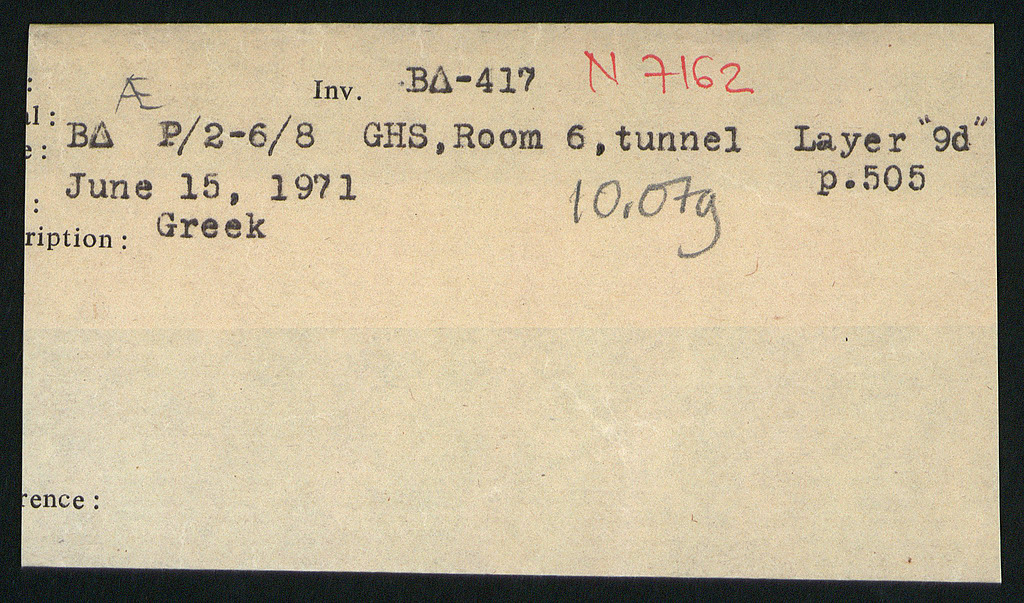 : Æ Inv. BΔ-417 N 7162
l: BΔ P/2-6/8 GHS,Room 6,tunnel Layer "9d"
e: June 15, 1971 10.07g p.505
: Greek
ription:
rence: